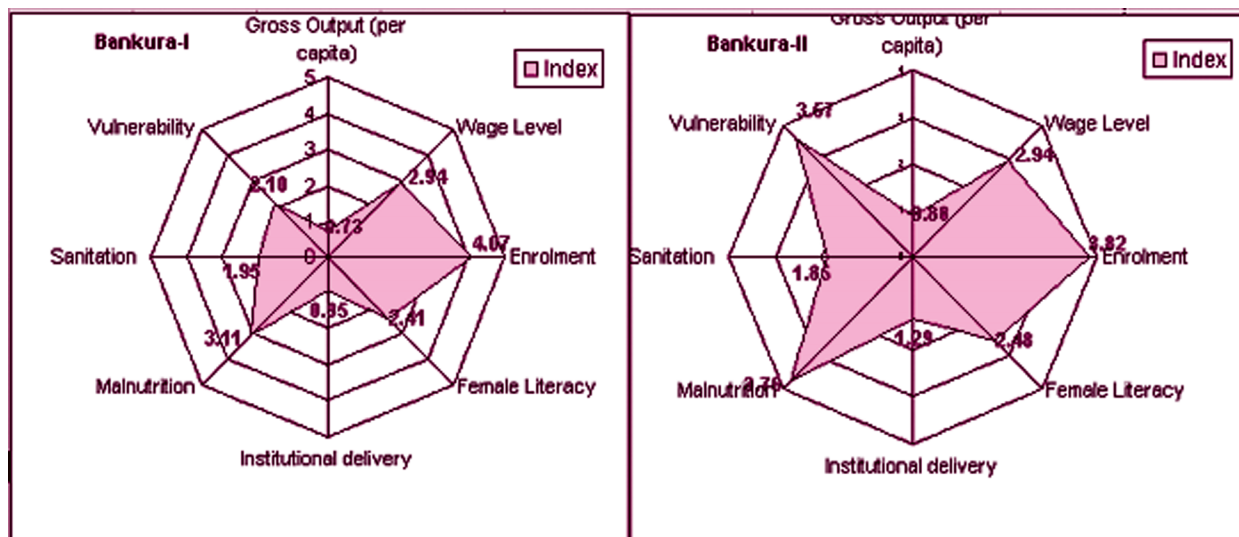 Bankura-I
Gross Output (per
capita)
Index
5
4
3
2
1
0
Vulnerability
Wage Level
2.10
2.94
0.73
Sanitation
4.07
Enrolment
1.95
0.95
2.41
3.11
Malnutrition
Female Literacy
Institutional delivery
Bankura-II
Gross Output (per
capita)
Index
Vulnerability
3.67
Wage Level
2.94
0.88
Sanitation
3.82
Enrolment
1.85
1.29
2.48
Malnutrition
Female Literacy
Institutional delivery